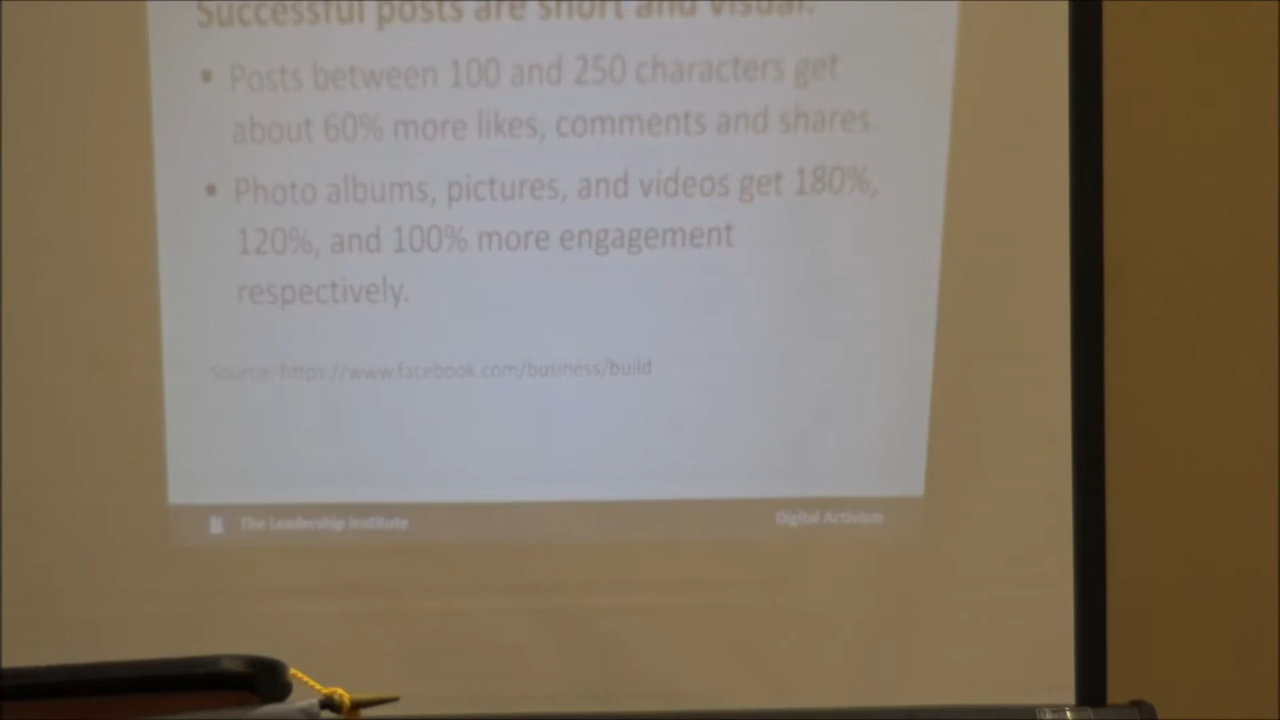 Successful posts are short and visual.
• Posts between 100 and 250 characters get
about 60% more likes, comments and shares.
• Photo albums, pictures, and videos get 180%,
120%, and 100% more engagement
respectively.
Source: https://www.facebook.com/business/build
The Leadership Institute
Digital Activism